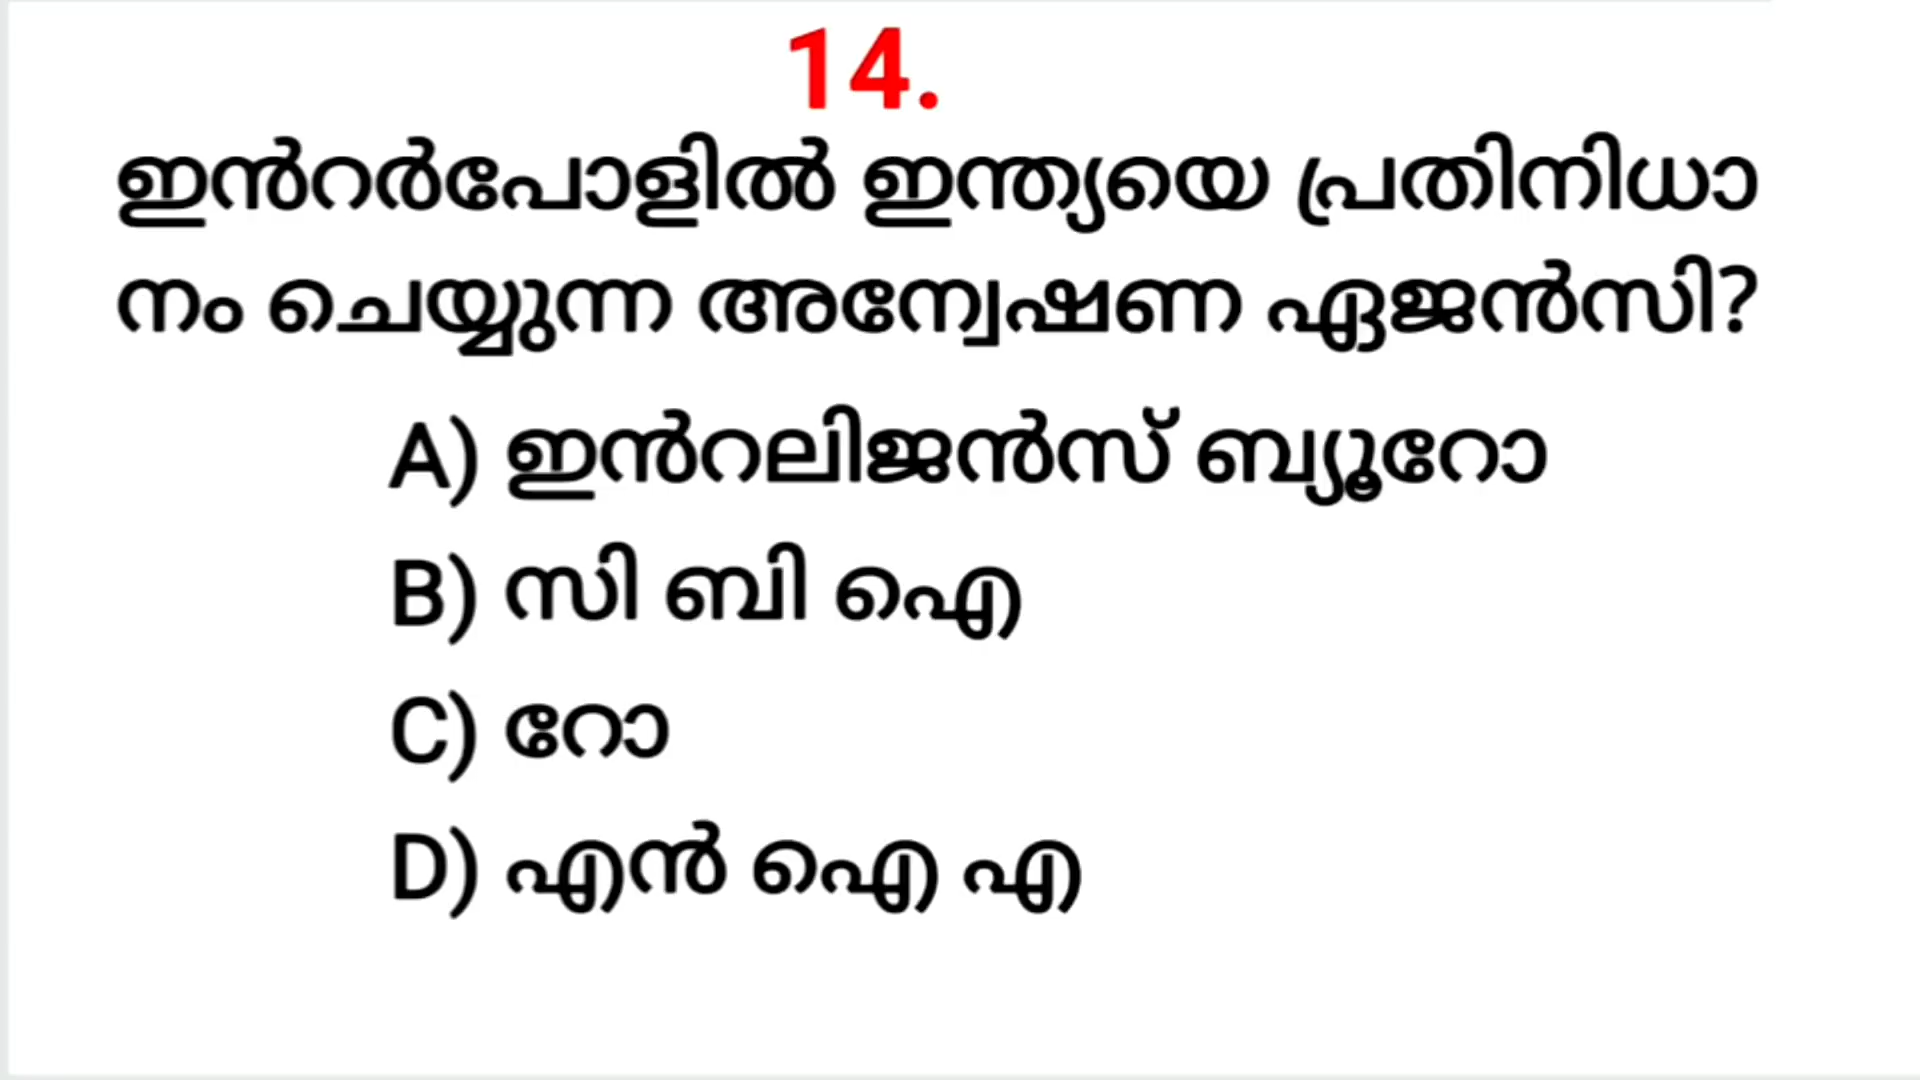 14.
ഇൻറർപോളിൽ ഇന്ത്യയെ പ്രതിനിധാ
നം ചെയ്യുന്ന അന്വേഷണ ഏജൻസി?
A) ഇൻറലിജൻസ് ബ്യൂറോ
B) സി ബി ഐ
C) റോ
D) എൻ ഐ എ